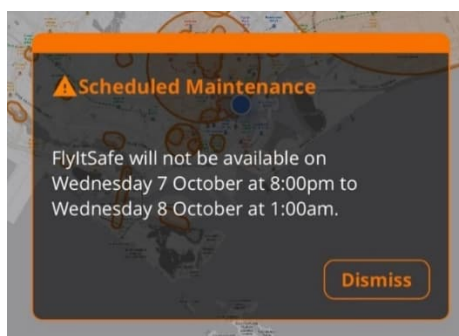 Scheduled Maintenance
FlyItSafe will not be available on
Wednesday 7 October at 8:00pm to
Wednesday 8 October at 1:00am.
Dismiss